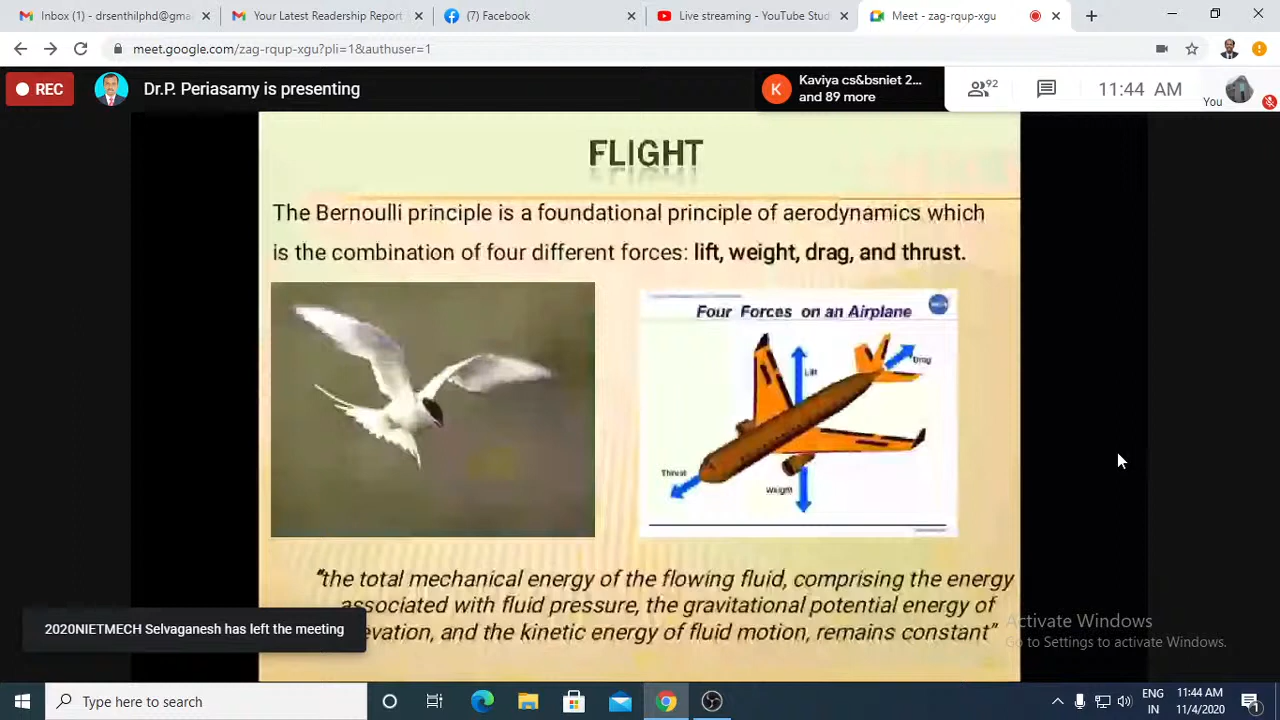 Inbox (1) - drsenthilphd@gma
Your Latest Readership Report
(7) Facebook
Live streaming - YouTube Stud
Meet - zag-rqup-xgu
meet.google.com/zag-rqup-xgu?pli=1&authuser=1
REC
Dr.P. Periasamy is presenting
K
Kaviya cs&bsniet 2...
and 89 more
92
11:44 AM
You
FLIGHT
The Bernoulli principle is a foundational principle of aerodynamics which
is the combination of four different forces: lift, weight, drag, and thrust.
Four Forces on an Airplane
Drag
Lift
Thrust
Weight
"the total mechanical energy of the flowing fluid, comprising the energy
associated with fluid pressure, the gravitational potential energy of
evation, and the kinetic energy of fluid motion, remains constant"
2020NIETMECH Selvaganesh has left the meeting
Activate Windows
Go to Settings to activate Windows.
Type here to search
ENG
IN
11:44 AM
11/4/2020
1